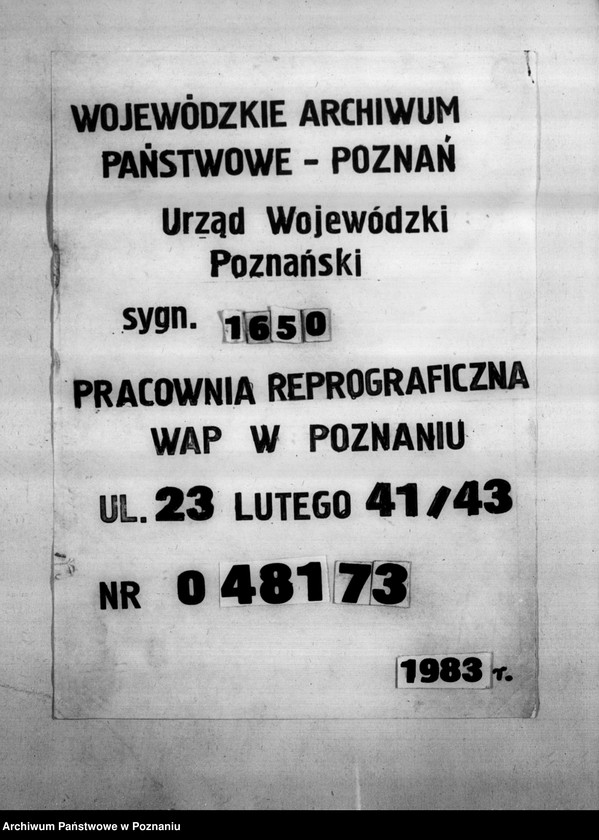 WOJEWÓDZKIE ARCHIWUM
PAŃSTWOWE - POZNAŃ
Urząd Wojewódzki
Poznański
sygn. 1650
PRACOWNIA REPROGRAFICZNA
WAP W POZNANIU
UL. 23 LUTEGO 41/43
NR 0 48173
1983 r.
Archiwum Państwowe w Poznaniu